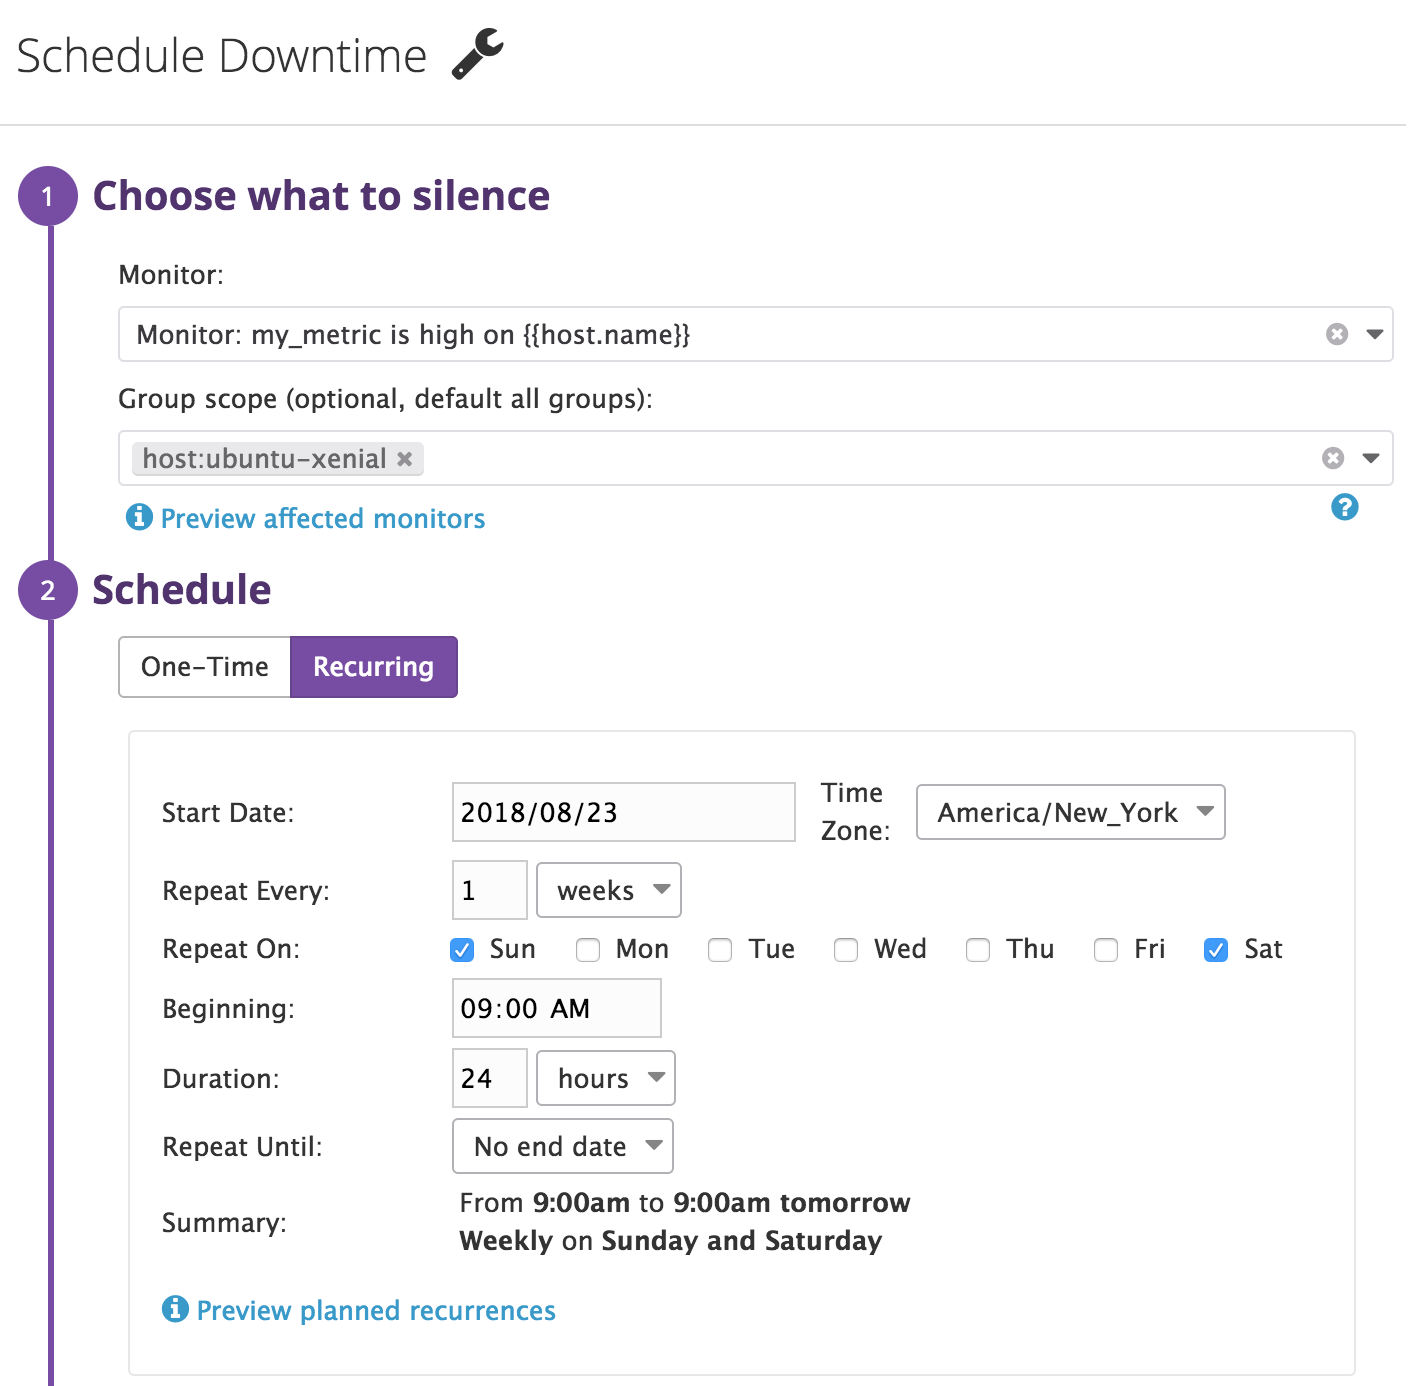 Schedule Downtime
1 Choose what to silence
Monitor:
Monitor: my_metric is high on {{host.name}}
Group scope (optional, default all groups):
host:ubuntu-xenial
Preview affected monitors
2 Schedule
One-Time Recurring
Start Date: 2018/08/23 Time Zone: America/New_York
Repeat Every: 1 weeks
Repeat On: Sun Mon Tue Wed Thu Fri Sat
Beginning: 09:00 AM
Duration: 24 hours
Repeat Until: No end date
Summary: From 9:00am to 9:00am tomorrow
Weekly on Sunday and Saturday
Preview planned recurrences